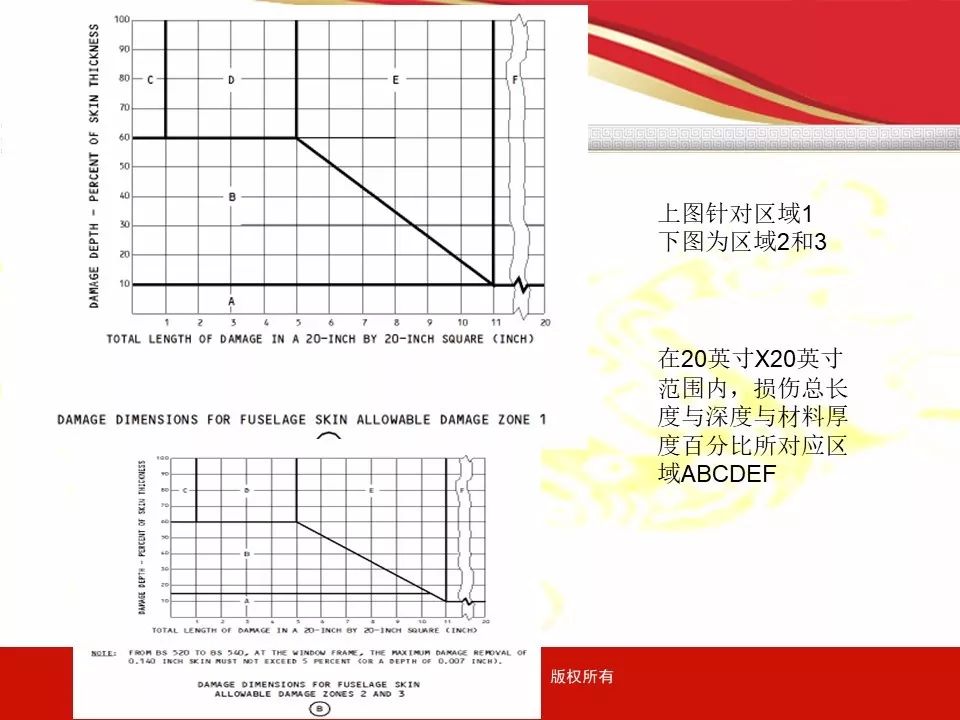 DAMAGE DEPTH - PERCENT OF SKIN THICKNESS
100
90
80
70
60
50
40
30
20
10
C
D
E
F
B
A
1 2 3 4 5 6 7 8 9 10 11 20
TOTAL LENGTH OF DAMAGE IN A 20-INCH BY 20-INCH SQUARE (INCH)
DAMAGE DIMENSIONS FOR FUSELAGE SKIN ALLOWABLE DAMAGE ZONE 1
DAMAGE DEPTH - PERCENT OF SKIN THICKNESS
100
90
80
70
60
50
40
30
20
10
C
D
E
F
B
A
1 2 3 4 5 6 7 8 9 10 11 20
TOTAL LENGTH OF DAMAGE IN A 20-INCH BY 20-INCH SQUARE (INCH)
NOTE: FROM BS 520 TO BS 540, AT THE WINDOW FRAME, THE MAXIMUM DAMAGE REMOVAL OF
0.140 INCH SKIN MUST NOT EXCEED 5 PERCENT (OR A DEPTH OF 0.007 INCH).
DAMAGE DIMENSIONS FOR FUSELAGE SKIN
ALLOWABLE DAMAGE ZONES 2 AND 3
B
上图针对区域1
下图为区域2和3
在20英寸X20英寸
范围内，损伤总长
度与深度与材料厚
度百分比所对应区
域ABCDEF
版权所有